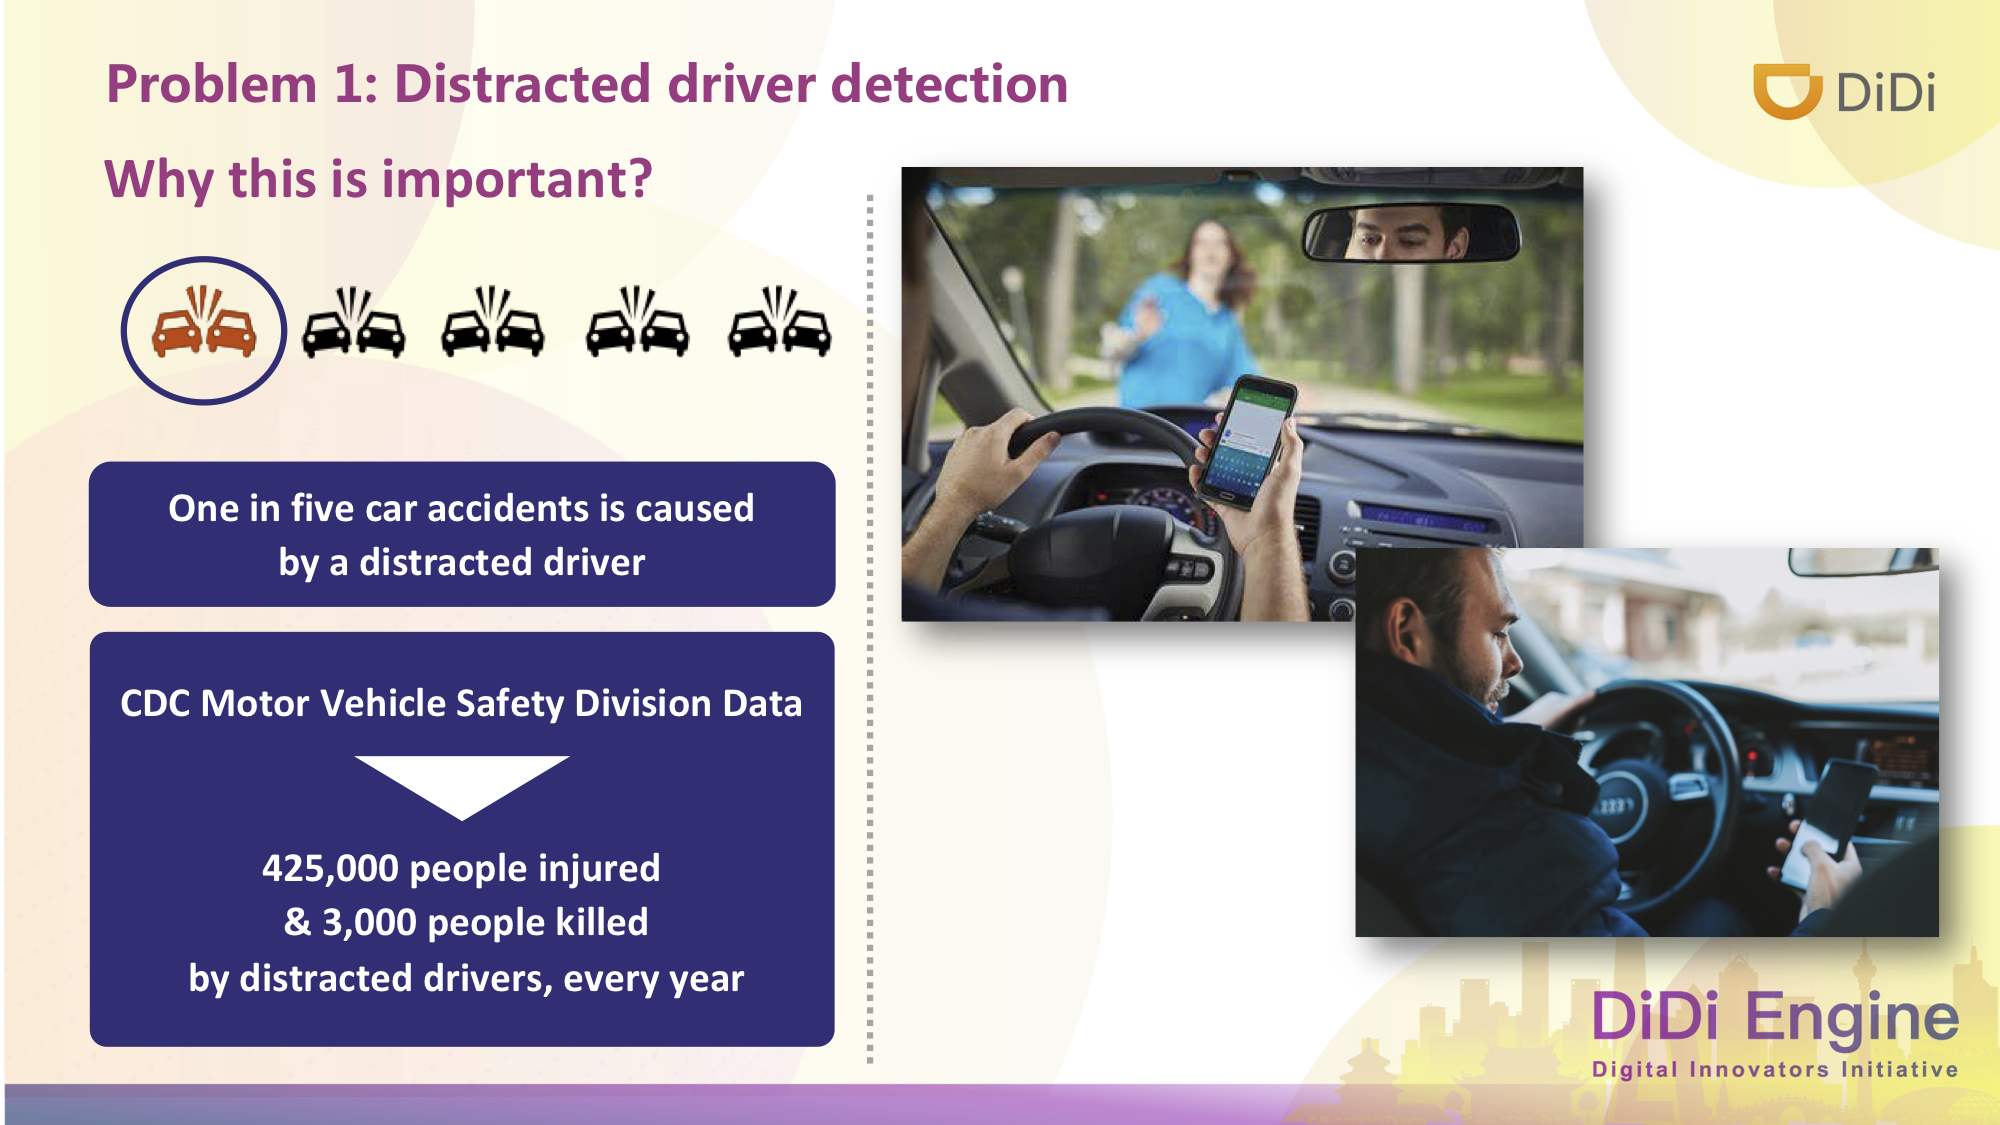 Problem 1: Distracted driver detection
DiDi
Why this is important?
One in five car accidents is caused
by a distracted driver
CDC Motor Vehicle Safety Division Data
425,000 people injured
& 3,000 people killed
by distracted drivers, every year
DiDi Engine
Digital Innovators Initiative